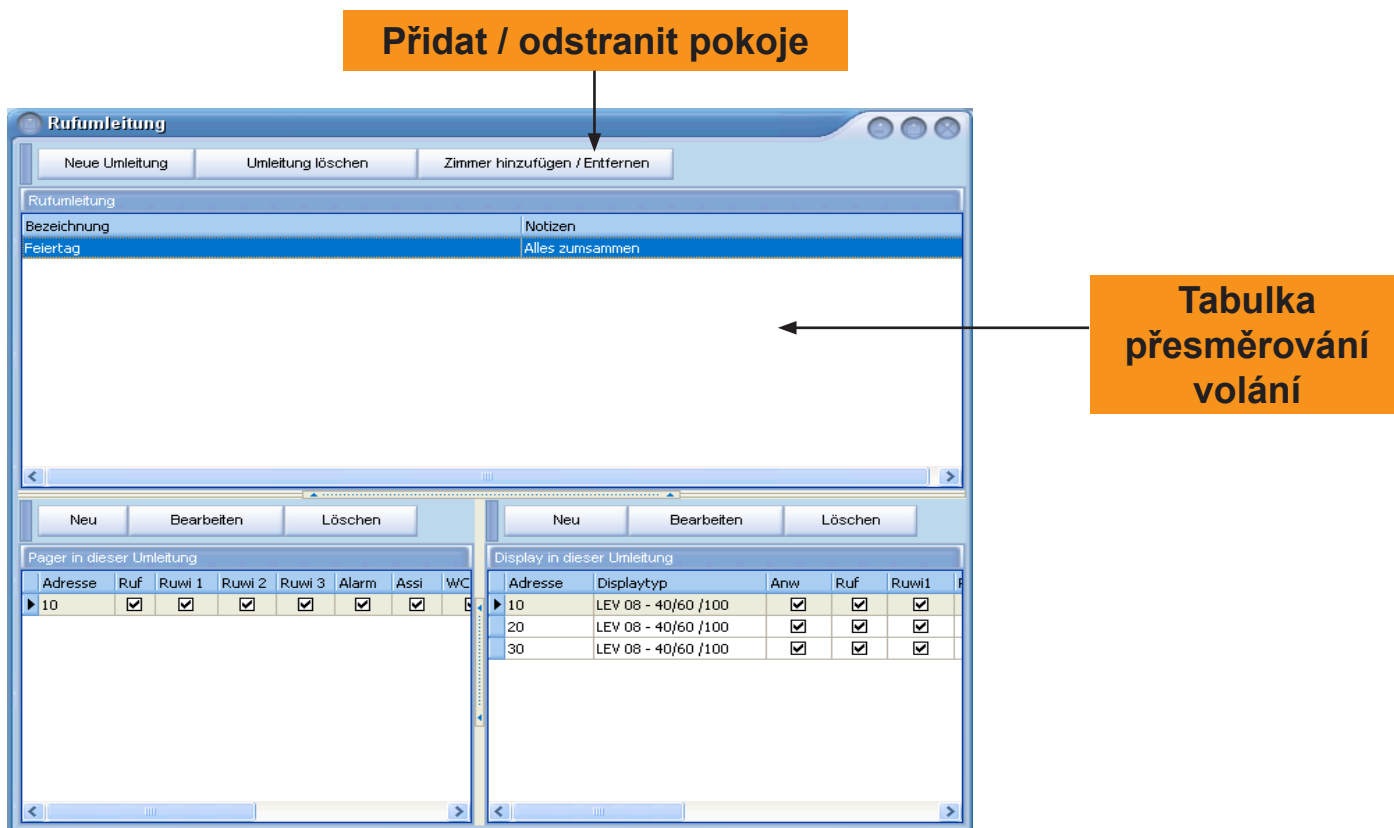 Přidat / odstranit pokoje
Rufumleitung
Neue Umleitung Umleitung löschen Zimmer hinzufügen / Entfernen
Rufumleitung
Bezeichnung Notizen
Feiertag Alles zumsammen
Tabulka
přesměrování
volání
Neu Bearbeiten Löschen Neu Bearbeiten Löschen
Pager in dieser Umleitung Display in dieser Umleitung
Adresse Ruf Ruwi 1 Ruwi 2 Ruwi 3 Alarm Assi WC Adresse Displaytyp Anw Ruf Ruwi1
10 10 LEV 08 - 40/60 /100
20 LEV 08 - 40/60 /100
30 LEV 08 - 40/60 /100